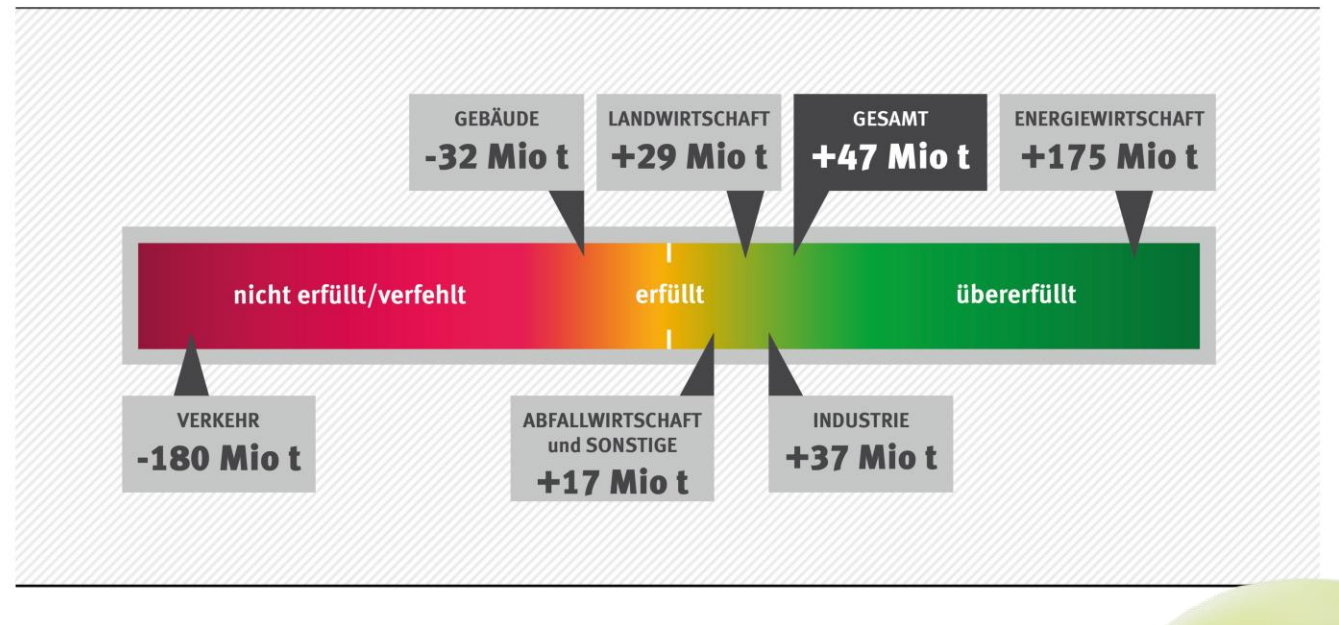 GEBÄUDE
-32 Mio t
LANDWIRTSCHAFT
+29 Mio t
GESAMT
+47 Mio t
ENERGIEWIRTSCHAFT
+175 Mio t
nicht erfüllt/verfehlt
erfüllt
übererfüllt
VERKEHR
-180 Mio t
ABFALLWIRTSCHAFT
und SONSTIGE
+17 Mio t
INDUSTRIE
+37 Mio t